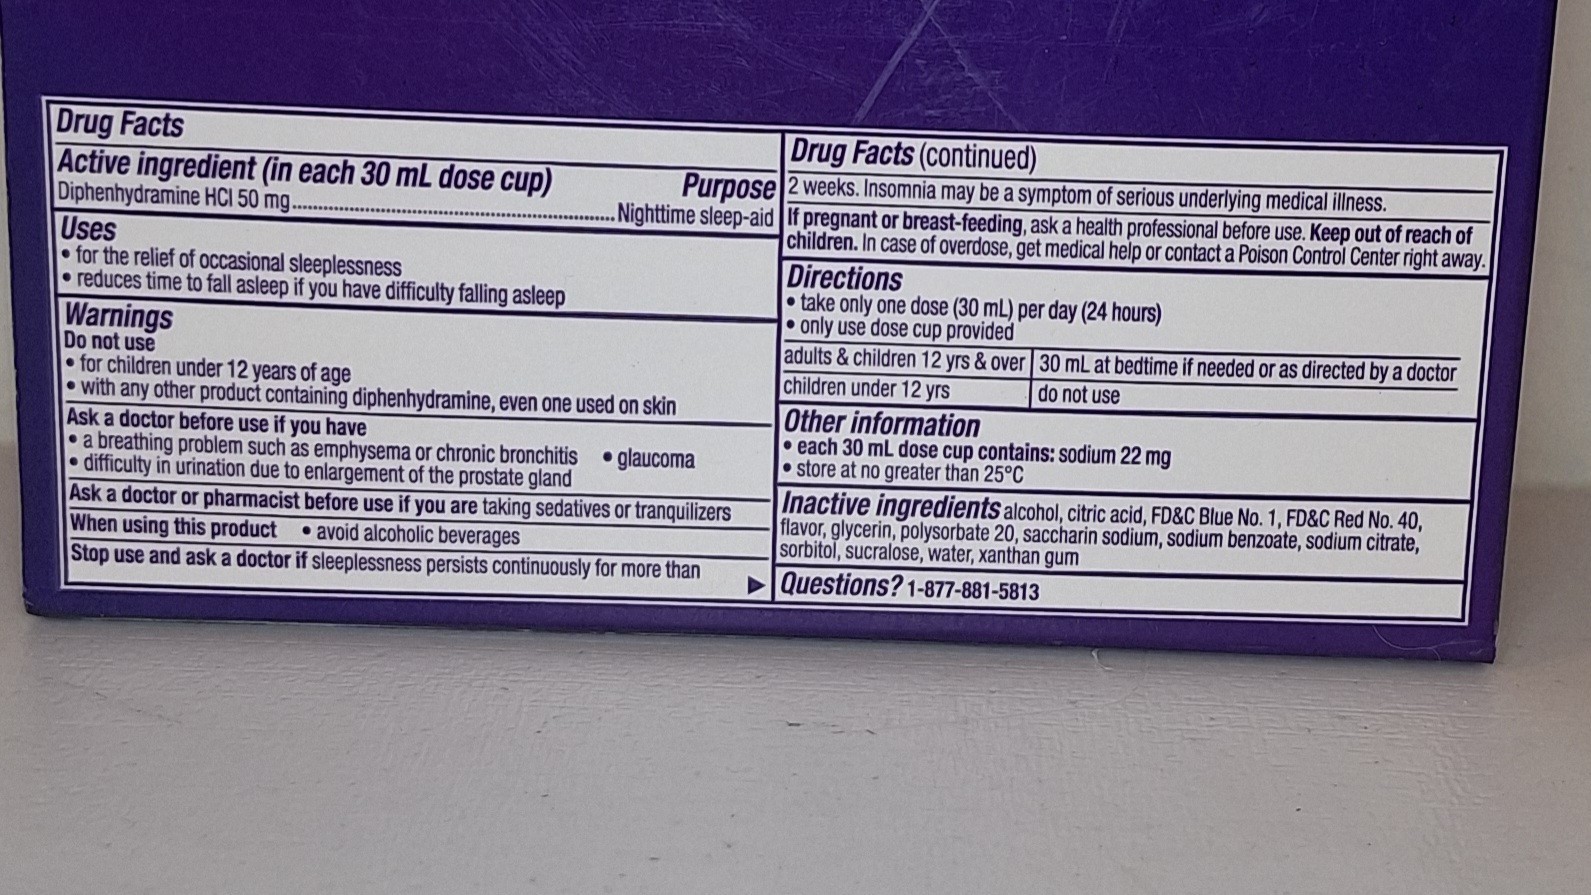 Drug Facts
Active ingredient (in each 30 mL dose cup) Purpose
Diphenhydramine HCl 50 mg........................................................................Nighttime sleep-aid
Uses
• for the relief of occasional sleeplessness
• reduces time to fall asleep if you have difficulty falling asleep
Warnings
Do not use
• for children under 12 years of age
• with any other product containing diphenhydramine, even one used on skin
Ask a doctor before use if you have
• a breathing problem such as emphysema or chronic bronchitis • glaucoma
• difficulty in urination due to enlargement of the prostate gland
Ask a doctor or pharmacist before use if you are taking sedatives or tranquilizers
When using this product • avoid alcoholic beverages
Stop use and ask a doctor if sleeplessness persists continuously for more than
Drug Facts (continued)
2 weeks. Insomnia may be a symptom of serious underlying medical illness.
If pregnant or breast-feeding, ask a health professional before use. Keep out of reach of
children. In case of overdose, get medical help or contact a Poison Control Center right away.
Directions
• take only one dose (30 mL) per day (24 hours)
• only use dose cup provided
adults & children 12 yrs & over 30 mL at bedtime if needed or as directed by a doctor
children under 12 yrs do not use
Other information
• each 30 mL dose cup contains: sodium 22 mg
• store at no greater than 25°C
Inactive ingredients alcohol, citric acid, FD&C Blue No. 1, FD&C Red No. 40,
flavor, glycerin, polysorbate 20, saccharin sodium, sodium benzoate, sodium citrate,
sorbitol, sucralose, water, xanthan gum
Questions? 1-877-881-5813